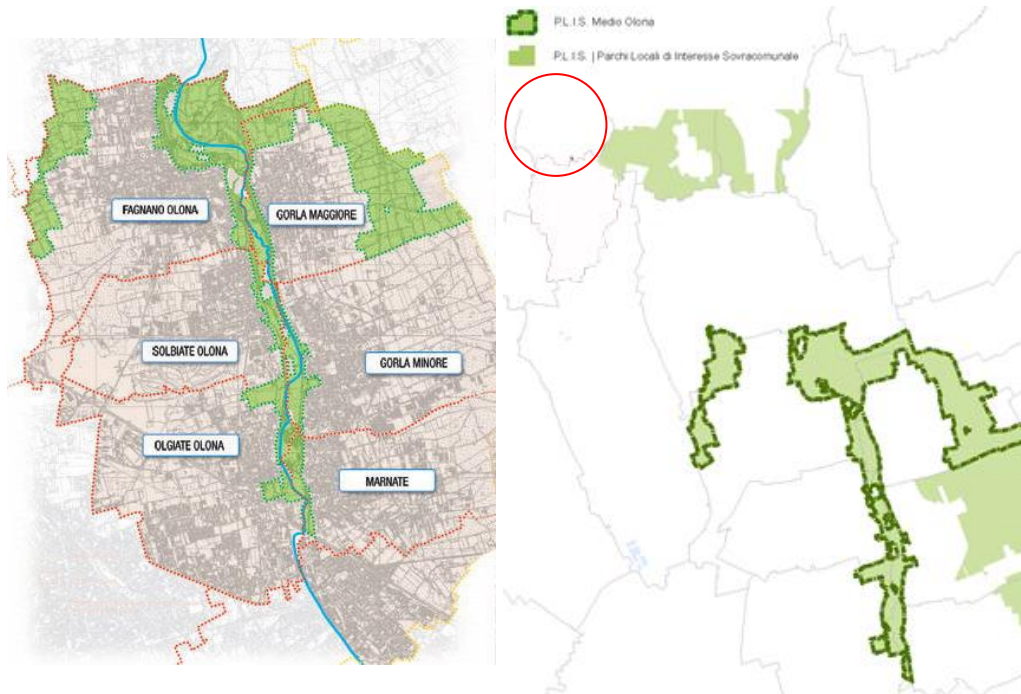 FAGNANO OLONA
GORLA MAGGIORE
SOLBIATE OLONA
GORLA MINORE
OLGIATE OLONA
MARNATE
P.L.I.S. Medio Olona
P.L.I.S. | Parchi Locali di Interesse Sovracomunale